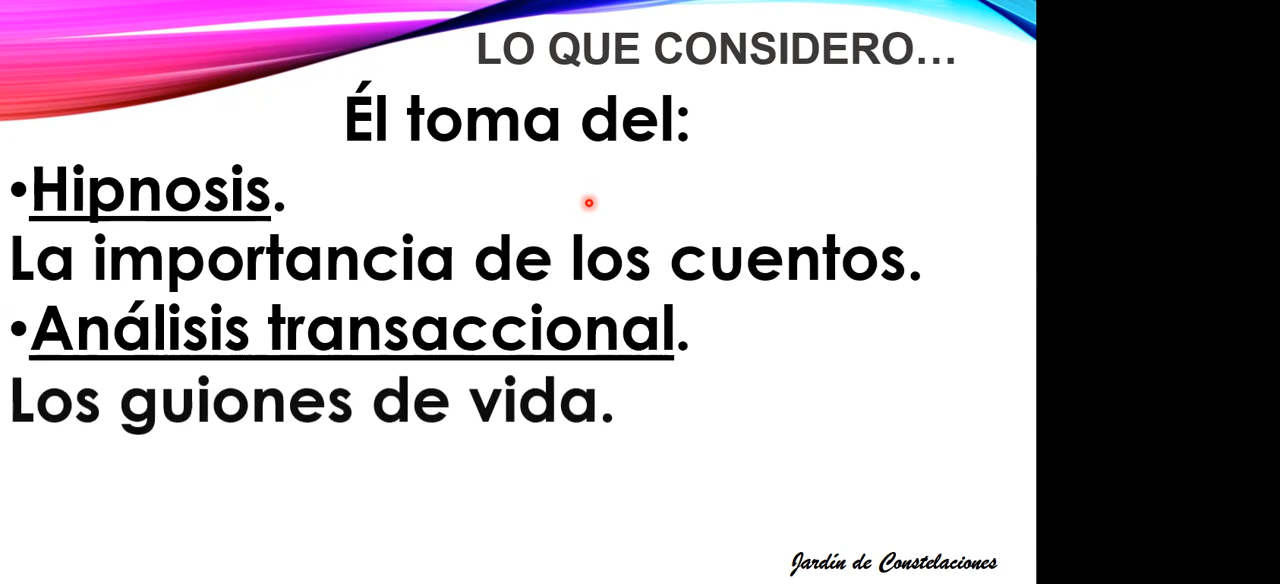 LO QUE CONSIDERO...
Él toma del:
•Hipnosis.
La importancia de los cuentos.
•Análisis transaccional.
Los guiones de vida.
Jardín de Constelaciones